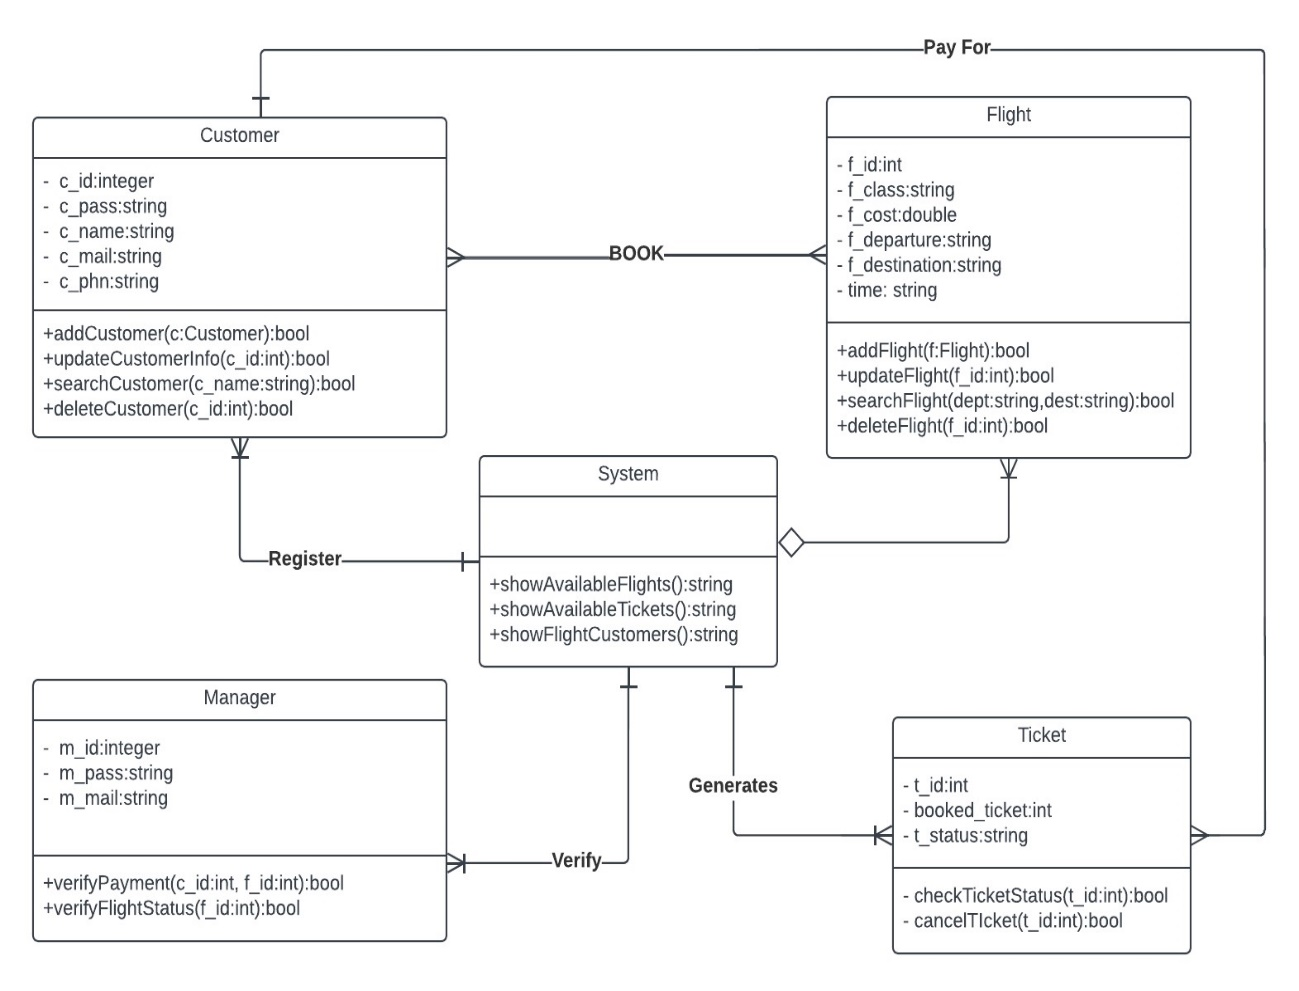 Pay For
Customer
- c_id:integer
- c_pass:string
- c_name:string
- c_mail:string
- c_phn:string
+addCustomer(c:Customer):bool
+updateCustomerInfo(c_id:int):bool
+searchCustomer(c_name:string):bool
+deleteCustomer(c_id:int):bool
BOOK
Flight
- f_id:int
- f_class:string
- f_cost:double
- f_departure:string
- f_destination:string
- time: string
+addFlight(f:Flight):bool
+updateFlight(f_id:int):bool
+searchFlight(dept:string,dest:string):bool
+deleteFlight(f_id:int):bool
Register
System
+showAvailableFlights():string
+showAvailableTickets():string
+showFlightCustomers():string
Manager
- m_id:integer
- m_pass:string
- m_mail:string
+verifyPayment(c_id:int, f_id:int):bool
+verifyFlightStatus(f_id:int):bool
Verify
Generates
Ticket
- t_id:int
- booked_ticket:int
- t_status:string
- checkTicketStatus(t_id:int):bool
- cancelTIcket(t_id:int):bool